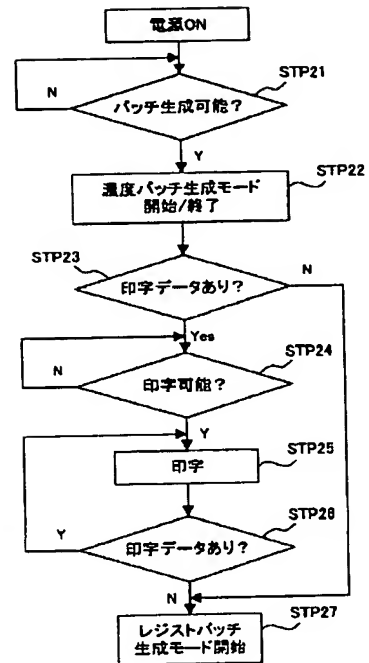 電源ON
STP21
N
パッチ生成可能？
Y
STP22
濃度パッチ生成モード
開始/終了
STP23
N
印字データあり？
Yes
STP24
N
印字可能？
Y
STP25
印字
STP26
Y
印字データあり？
N
STP27
レジストパッチ
生成モード開始